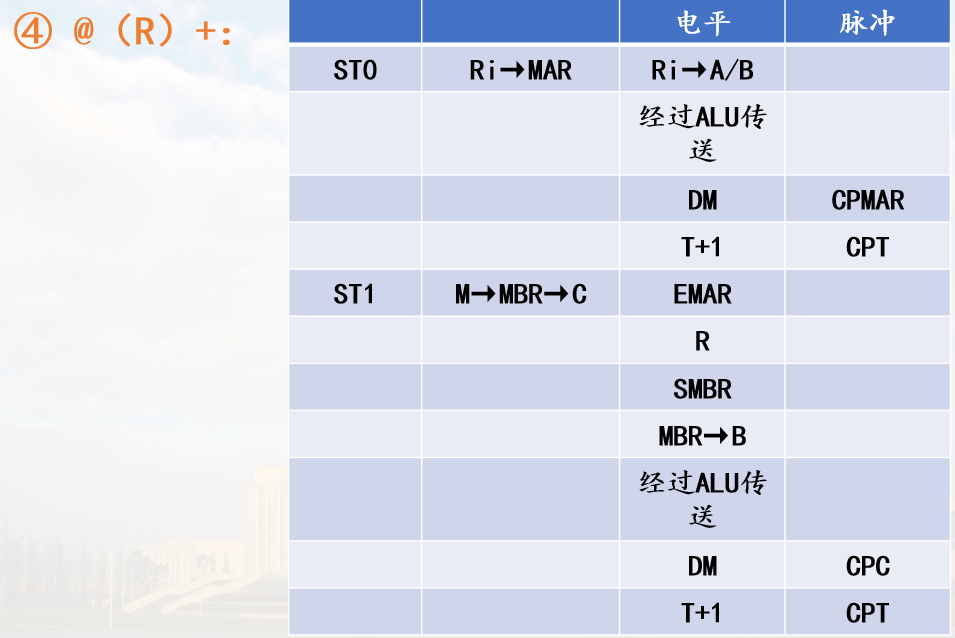 ④ @（R）+：
电平 脉冲
ST0 Ri→MAR Ri→A/B
经过ALU传
送
DM CPMAR
T+1 CPT
ST1 M→MBR→C EMAR
R
SMBR
MBR→B
经过ALU传
送
DM CPC
T+1 CPT